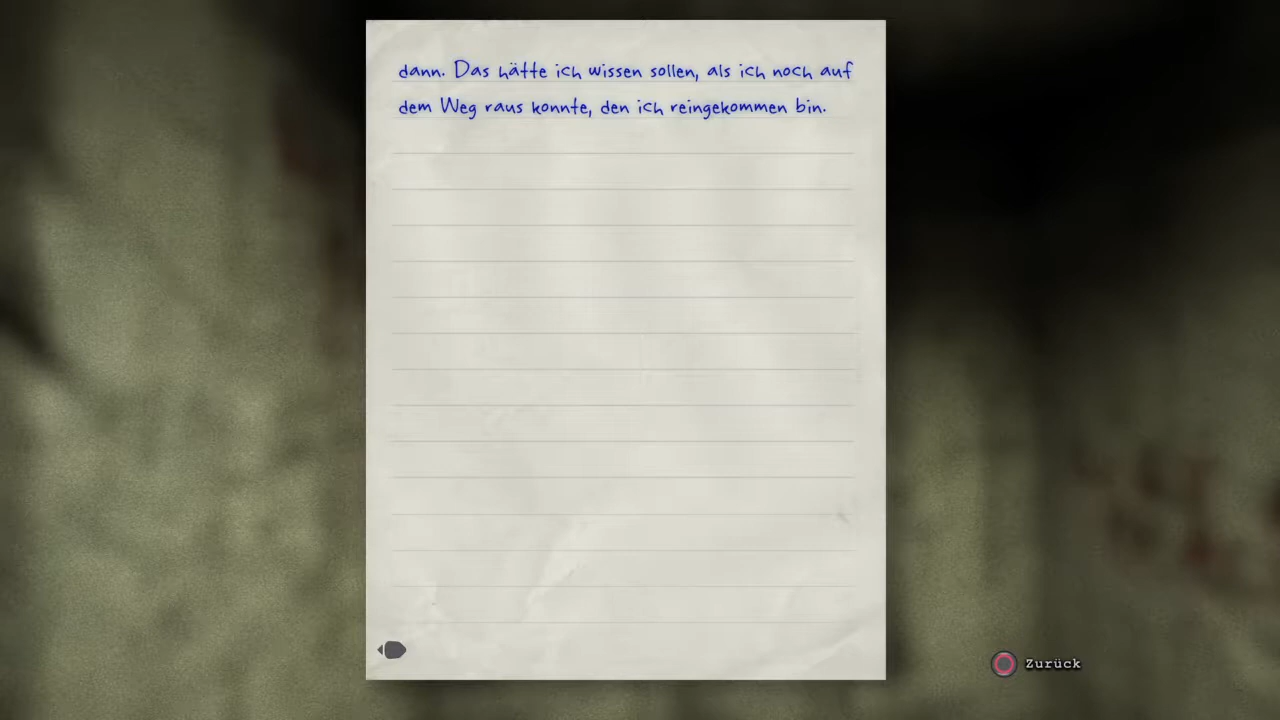 dann. Das hätte ich wissen sollen, als ich noch auf
dem Weg raus konnte, den ich reingekommen bin.
Zurück